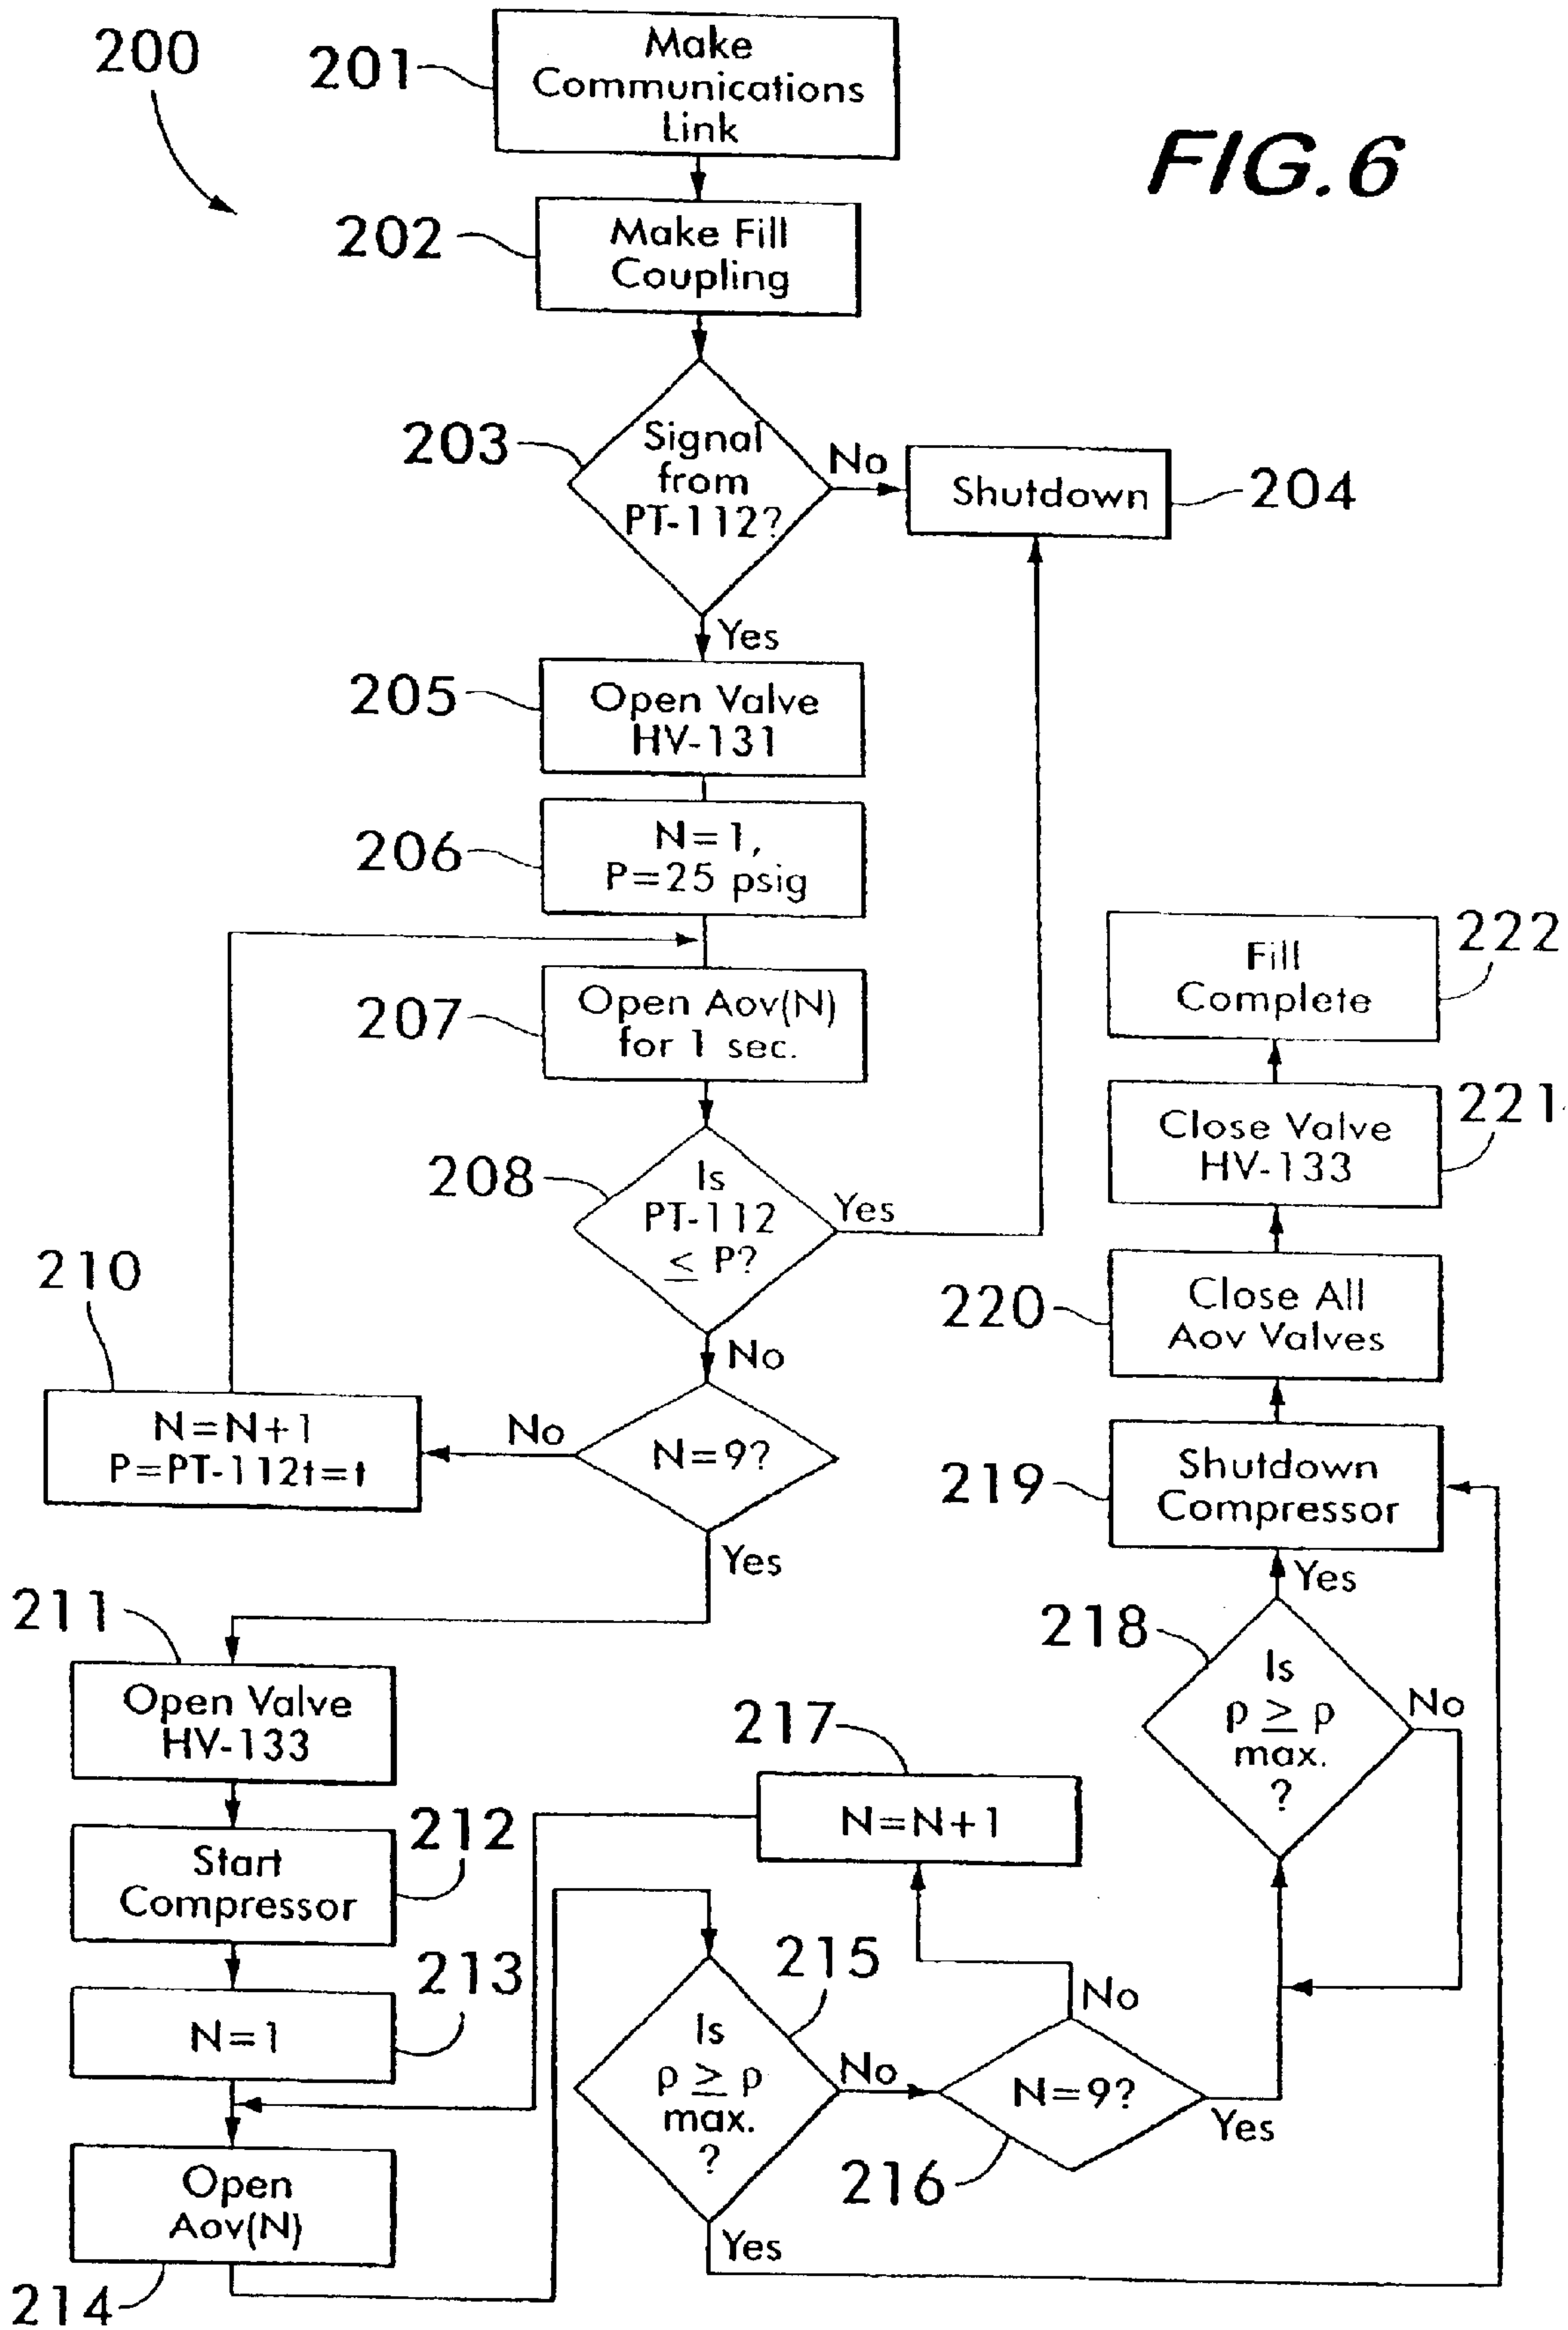 200
201
Make
Communications
Link
FIG.6
202
Make Fill
Coupling
203
Signal
from
PT-112?
No
Shutdown
204
Yes
205
Open Valve
HV-131
206
N=1,
P=25 psig
207
Open Aov(N)
for 1 sec.
208
Is
PT-112
≤ P?
Yes
No
210
N=N+1
P=PT-112t=t
No
N=9?
Yes
211
Open Valve
HV-133
212
Start
Compressor
213
N=1
214
Open
Aov(N)
215
Is
ρ ≥ ρ
max.
?
No
Yes
216
N=9?
No
Yes
217
N=N+1
218
Is
ρ ≥ ρ
max.
?
No
Yes
219
Shutdown
Compressor
220
Close All
Aov Valves
221
Close Valve
HV-133
222
Fill
Complete